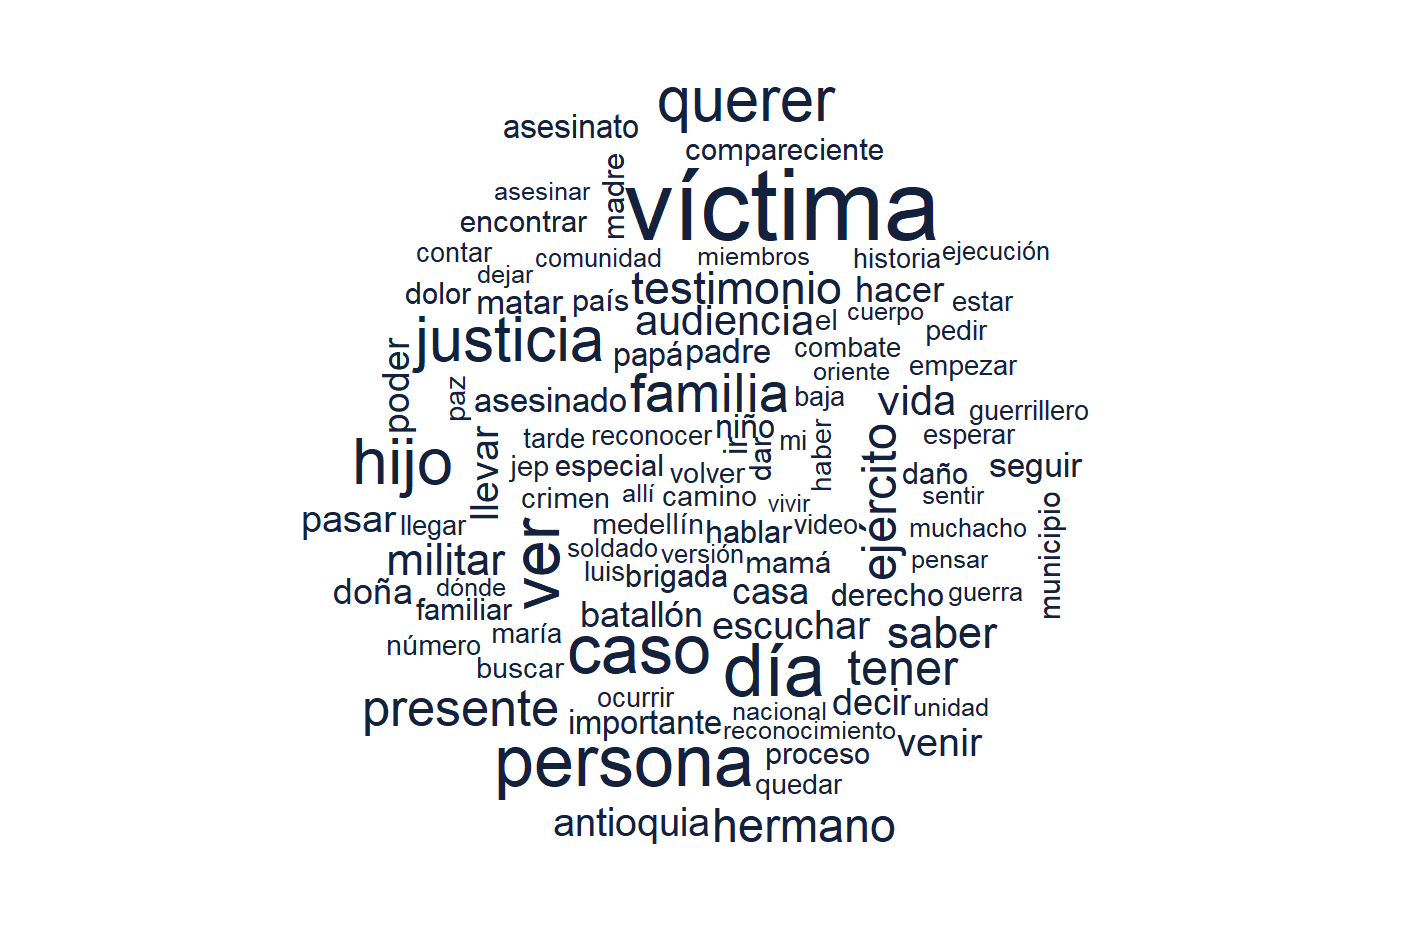 querer
asesinato
compareciente
madre
asesinar
víctima
encontrar
contar
comunidad
miembros
historia
ejecución
dejar
dolor
matar
país
testimonio
hacer
estar
audiencia
el
cuerpo
pedir
justicia
poder
papá
padre
combate
oriente
empezar
paz
asesinado
familia
baja
vida
guerrillero
niño
tarde
reconocer
ir
dar
mi
haber
ejército
esperar
hijo
llevar
jep
especial
volver
daño
seguir
crimen
allí
camino
vivir
sentir
pasar
llegar
ver
medellín
hablar
video
muchacho
municipio
militar
soldado
versión
mamá
pensar
doña
dónde
luis
brigada
casa
derecho
guerra
familiar
batallón
escuchar
saber
número
maría
caso
día
tener
buscar
presente
ocurrir
importante
nacional
decir
unidad
reconocimiento
venir
persona
proceso
quedar
antioquia
hermano